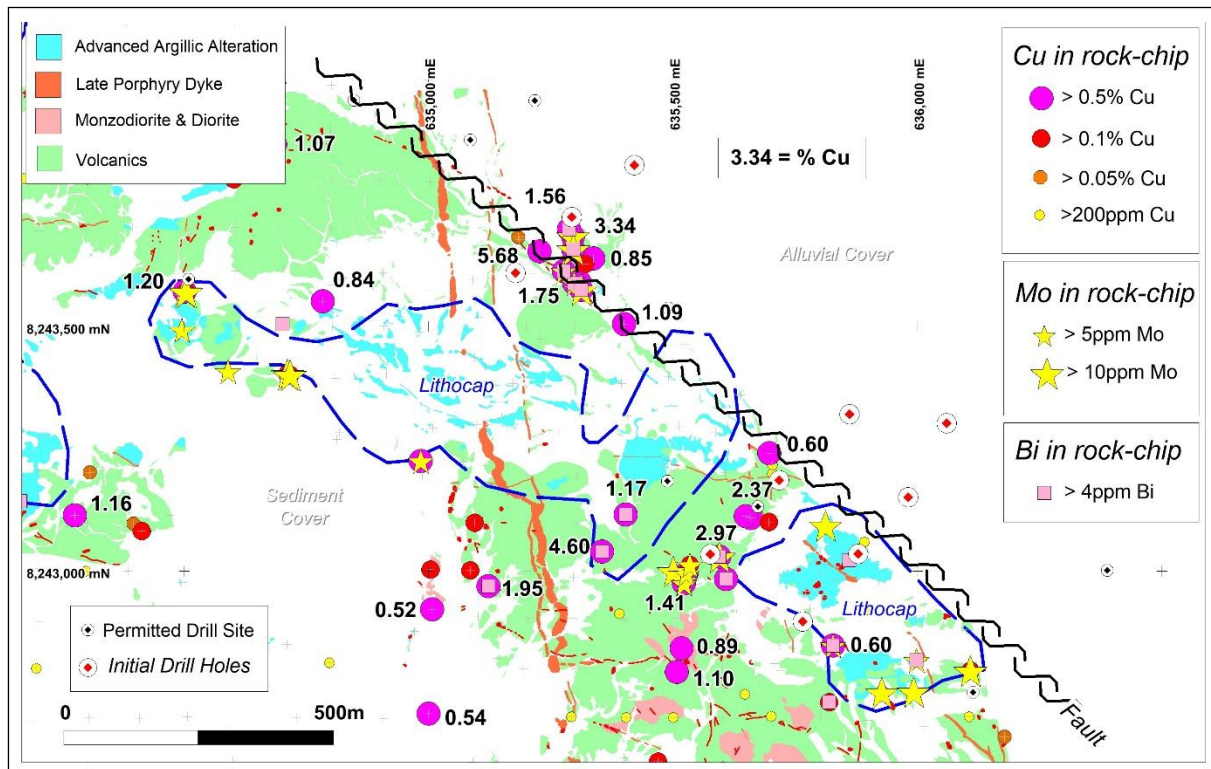 Advanced Argillic Alteration
Late Porphyry Dyke
Monzodiorite & Diorite
Volcanics
635,000 mE
635,500 mE
636,000 mE
Cu in rock-chip
> 0.5% Cu
> 0.1% Cu
> 0.05% Cu
>200ppm Cu
Mo in rock-chip
> 5ppm Mo
> 10ppm Mo
Bi in rock-chip
> 4ppm Bi
3.34 = % Cu
1.07
1.56
3.34
5.68
0.85
Alluvial Cover
1.20
0.84
1.75
1.09
8,243,500 mN
Lithocap
0.60
Sediment
Cover
1.16
1.17
2.37
2.97
4.60
8,243,000 mN
1.95
1.41
0.52
Lithocap
0.89
0.60
1.10
0.54
Fault
Permitted Drill Site
Initial Drill Holes
0
500m